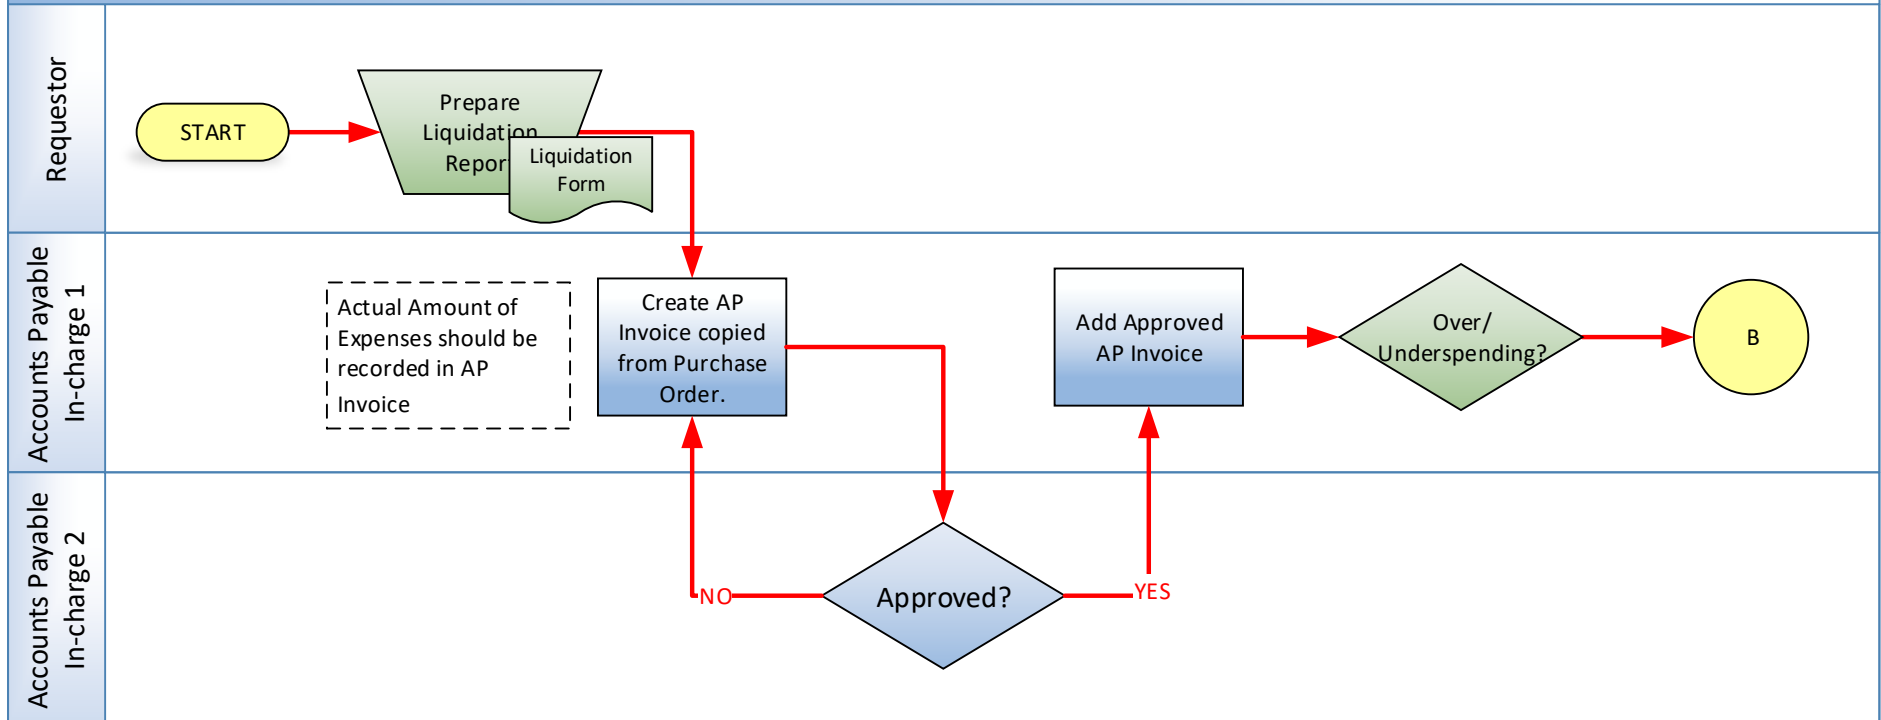 Requestor
START
Prepare
Liquidation
Repor
Liquidation
Form
Accounts Payable
In-charge 1
Actual Amount of
Expenses should be
recorded in AP
Invoice
Create AP
Invoice copied
from Purchase
Order.
Add Approved
AP Invoice
Over/
Underspending?
B
Accounts Payable
In-charge 2
NO
Approved?
YES